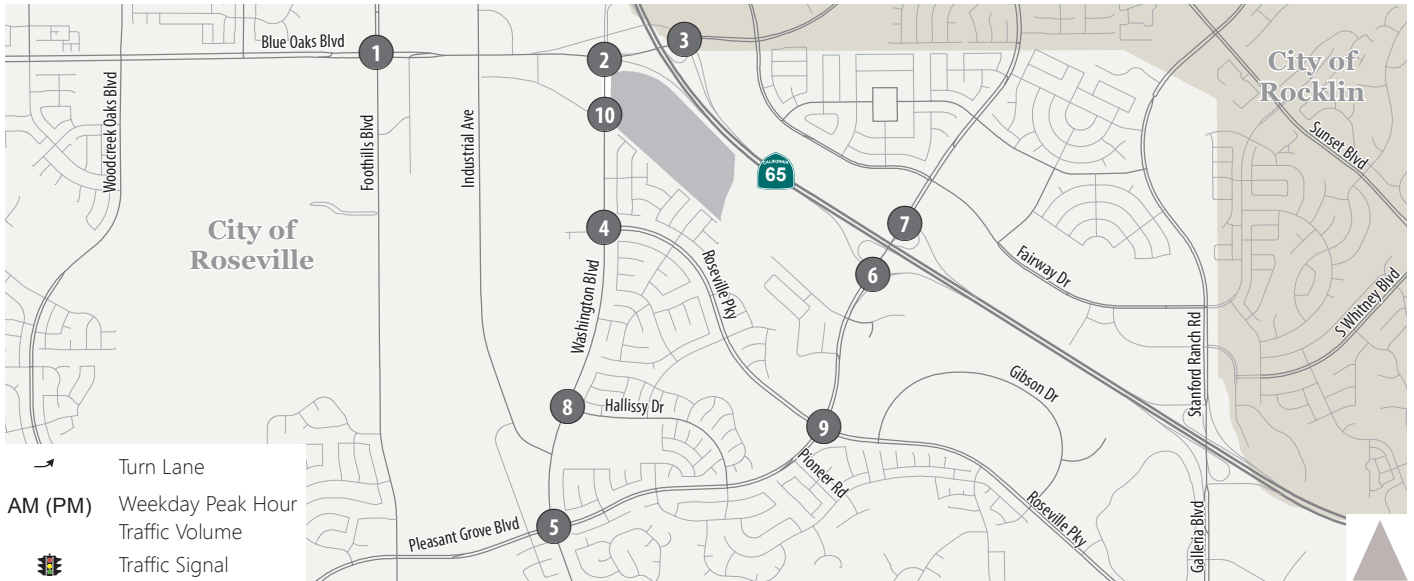 Blue Oaks Blvd
1
2
3
City of
Rocklin
Woodcreek Oaks Blvd
Foothills Blvd
Industrial Ave
10
CALIFORNIA
65
Sunset Blvd
City of
Roseville
4
7
Roseville Pky
6
Fairway Dr
Washington Blvd
S Whitney Blvd
Stanford Ranch Rd
Gibson Dr
8
Hallissy Dr
9
Pioneer Rd
Roseville Pky
Galleria Blvd
5
Pleasant Grove Blvd
Turn Lane
AM (PM)
Weekday Peak Hour
Traffic Volume
Traffic Signal